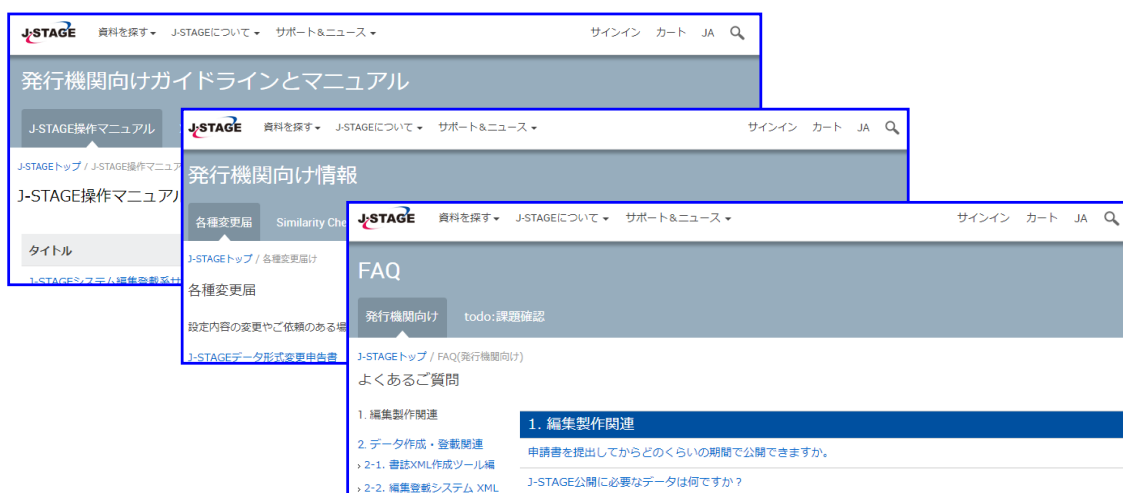 J-STAGE 資料を探す J-STAGEについて サポート&ニュース サインイン カート JA
発行機関向けガイドラインとマニュアル
J-STAGE操作マニュアル
J-STAGEトップ / J-STAGE操作マニュア
J-STAGE操作マニュアル
タイトル
J-STAGEシステム編集登載系サ
J-STAGE 資料を探す J-STAGEについて サポート&ニュース サインイン カート JA
発行機関向け情報
各種変更届 Similarity Che
J-STAGEトップ / 各種変更届け
各種変更届
設定内容の変更やご依頼のある場
J-STAGEデータ形式変更申告書
J-STAGE 資料を探す J-STAGEについて サポート&ニュース サインイン カート JA
FAQ
発行機関向け todo:課題確認
J-STAGEトップ / FAQ(発行機関向け)
よくあるご質問
1. 編集製作関連
2. データ作成・登載関連
› 2-1. 書誌XML作成ツール編
› 2-2. 編集登載システム XML
1. 編集製作関連
申請書を提出してからどのくらいの期間で公開できますか。
J-STAGE公開に必要なデータは何ですか？